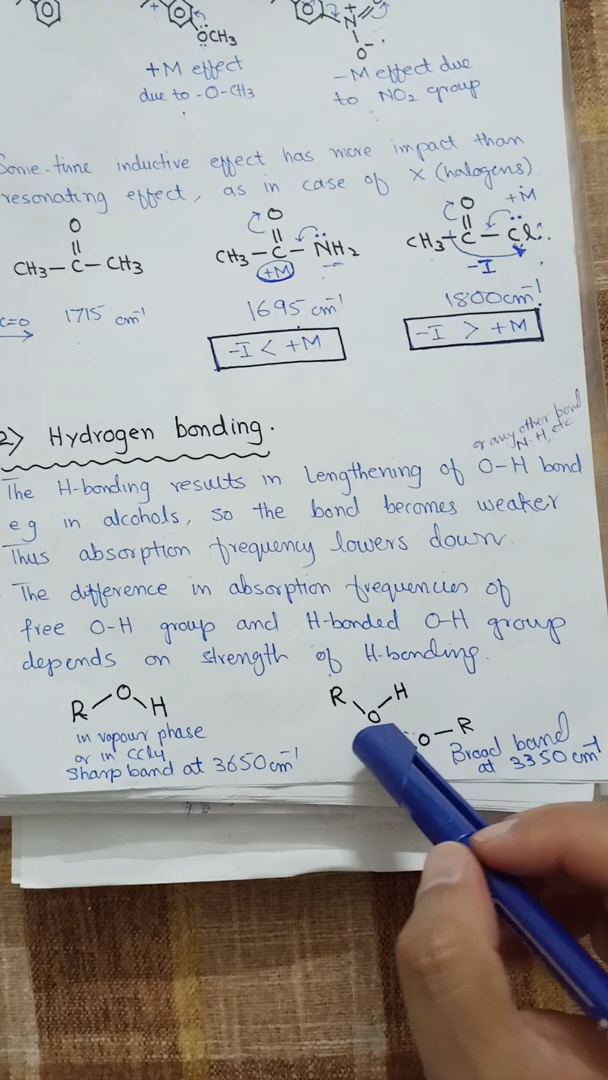 ÖCH₃
N⁺
O⁻
+M effect
due to -O-CH₃
-M effect due
to NO₂ group
Some-time inductive effect has more impact than
resonating effect, as in case of X (halogens).
O
CH₃-C-CH₃
O
CH₃-C-NH₂
+M
O
CH₃-C-Cl:
+M
-I
C=O
1715 cm⁻¹
1695 cm⁻¹
1800cm⁻¹
-I < +M
-I > +M
2> Hydrogen bonding.
or any other bond
N-H, etc
The H-bonding results in lengthening of O-H bond
eg in alcohols, so the bond becomes weaker
Thus absorption frequency lowers down.
The difference in absorption frequencies of
free O-H group and H-bonded O-H group
depends on strength of H-bonding.
R-O-H
in vapour phase
or in CCl4
Sharp band at 3650cm⁻¹
R-O-H
O-R
Broad band
at 3350 cm⁻¹